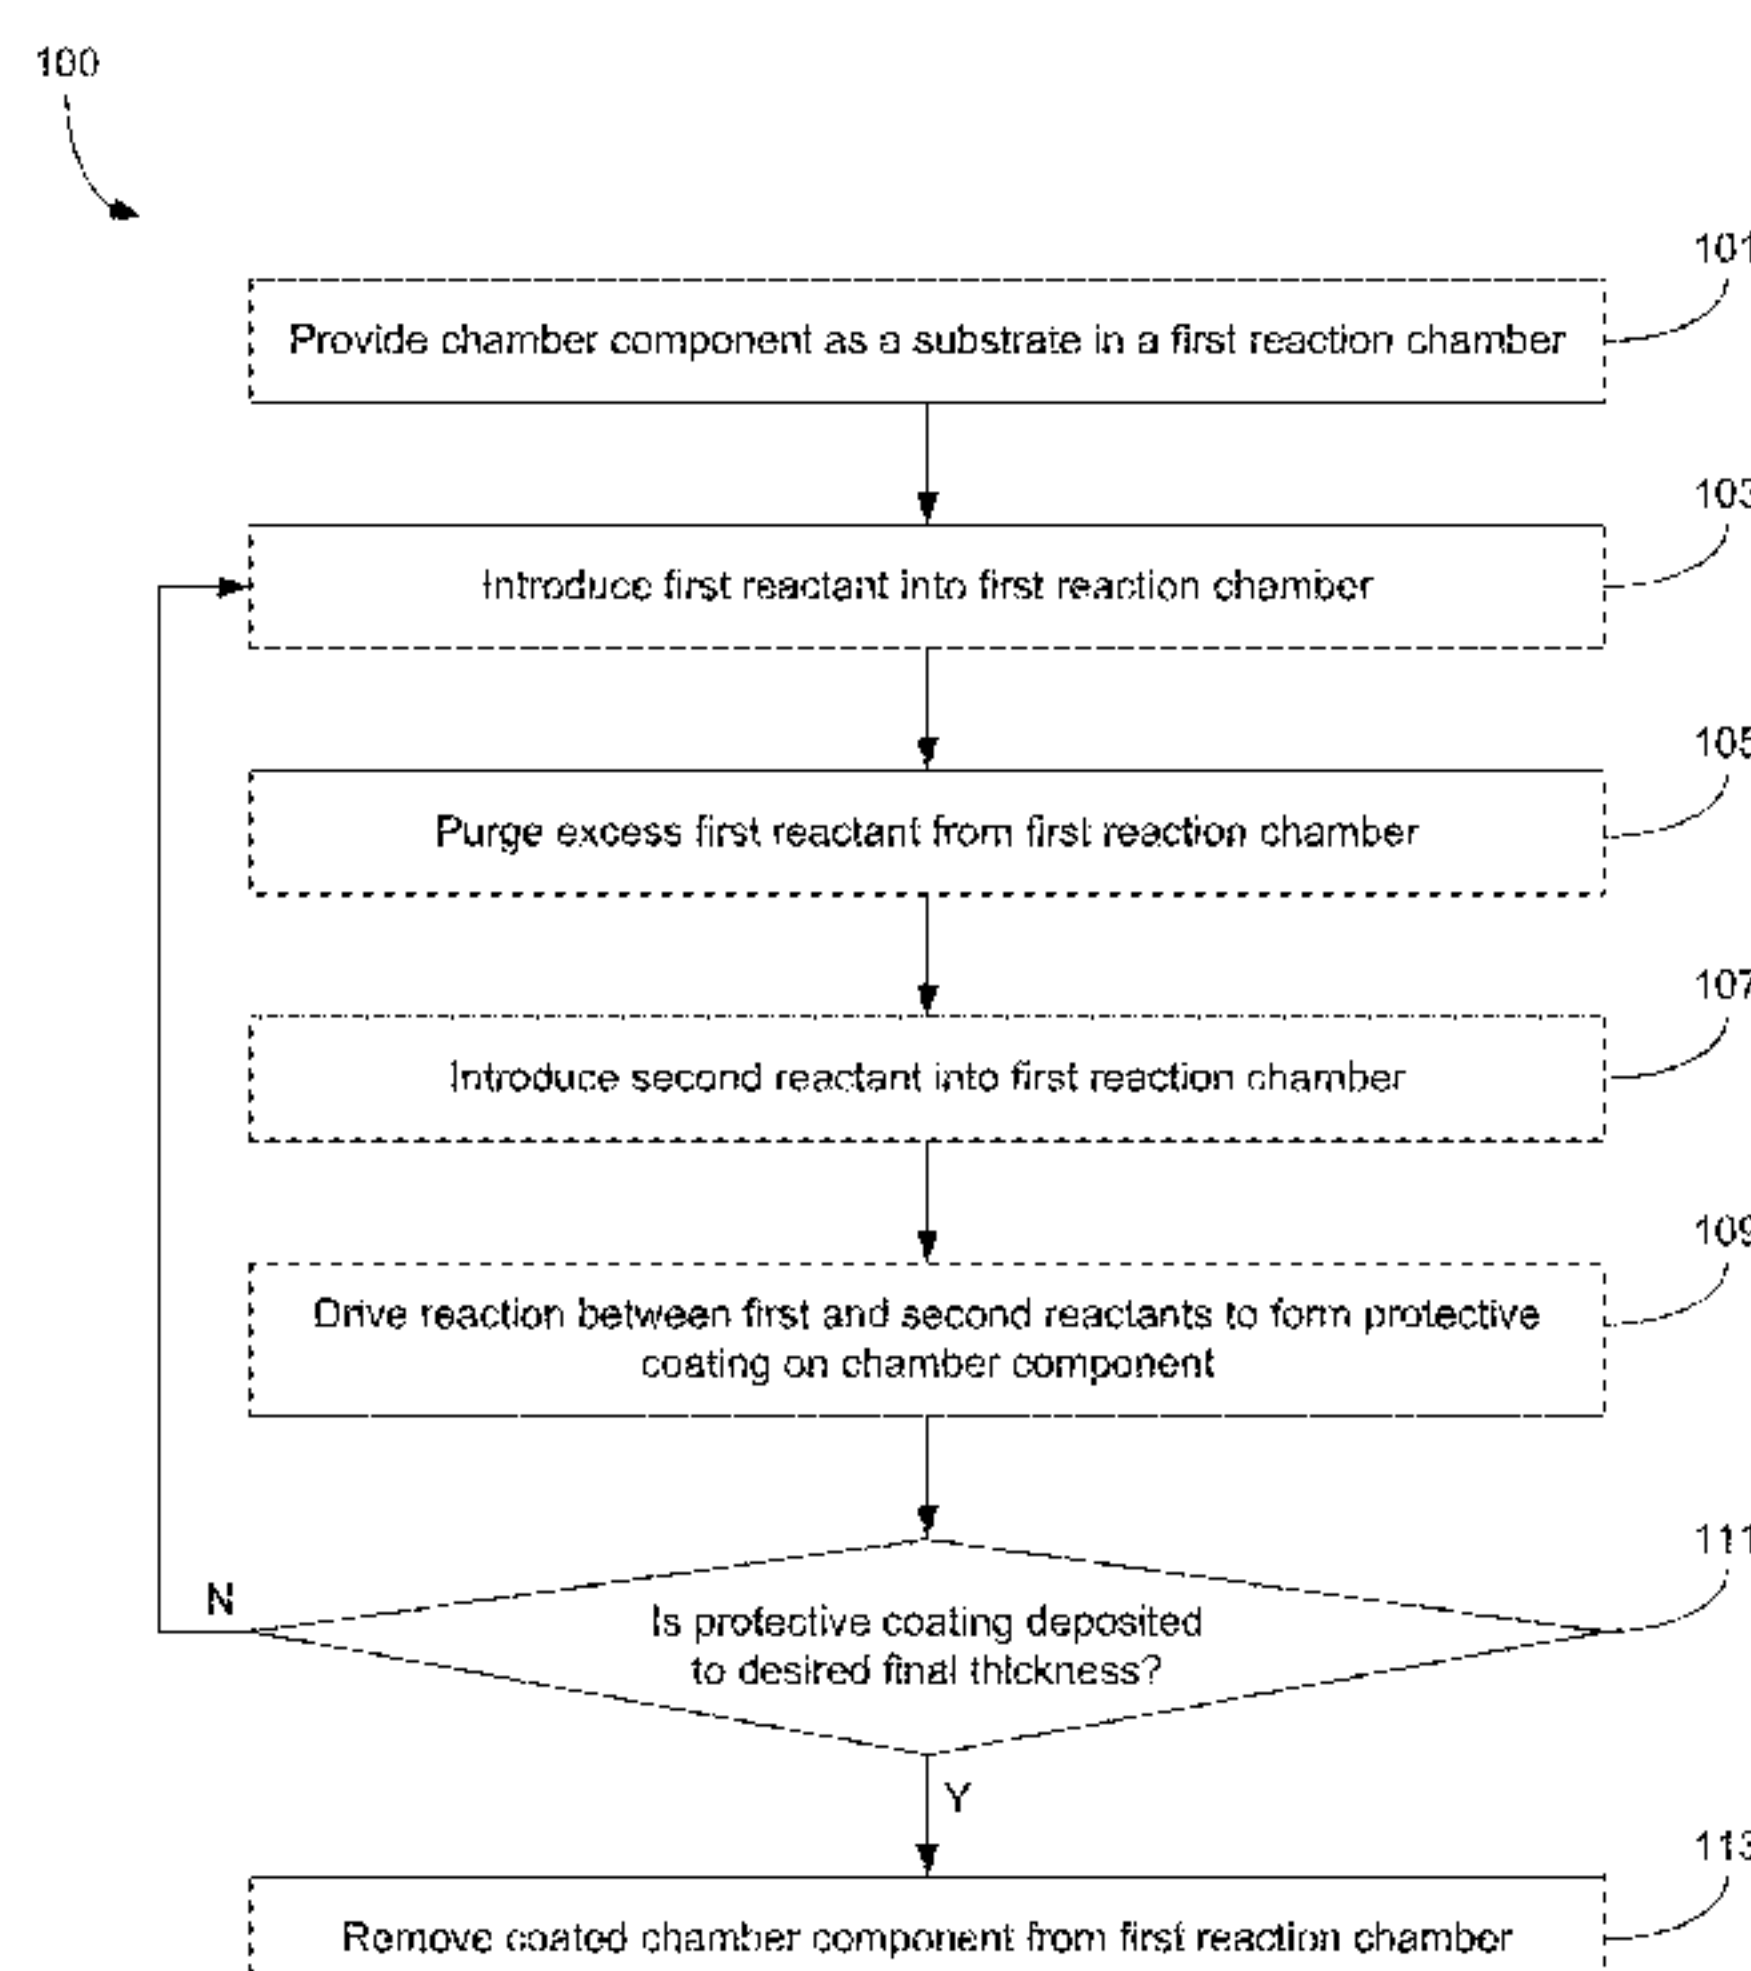 100
101
Provide chamber component as a substrate in a first reaction chamber
103
Introduce first reactant into first reaction chamber
105
Purge excess first reactant from first reaction chamber
107
Introduce second reactant into first reaction chamber
109
Drive reaction between first and second reactants to form protective
coating on chamber component
111
N
Is protective coating deposited
to desired final thickness?
Y
113
Remove coated chamber component from first reaction chamber